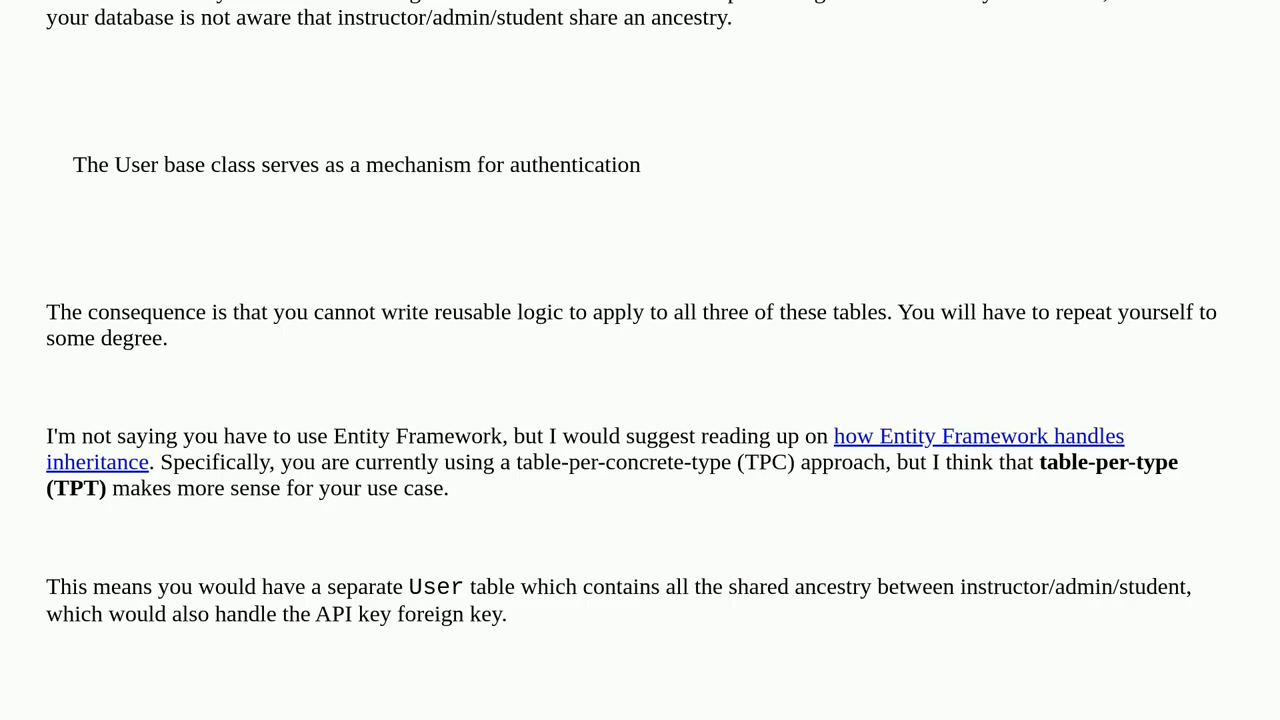 your database is not aware that instructor/admin/student share an ancestry.
The User base class serves as a mechanism for authentication
The consequence is that you cannot write reusable logic to apply to all three of these tables. You will have to repeat yourself to
some degree.
I'm not saying you have to use Entity Framework, but I would suggest reading up on how Entity Framework handles
inheritance. Specifically, you are currently using a table-per-concrete-type (TPC) approach, but I think that table-per-type
(TPT) makes more sense for your use case.
This means you would have a separate User table which contains all the shared ancestry between instructor/admin/student,
which would also handle the API key foreign key.